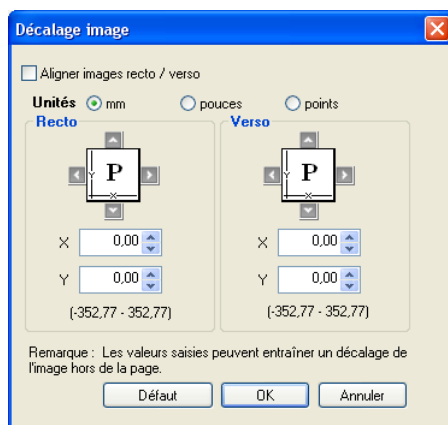 Décalage image
Aligner images recto / verso
Unités mm pouces points
Recto Verso
P P
Y Y
X X
X 0,00 X 0,00
Y 0,00 Y 0,00
(-352,77 - 352,77) (-352,77 - 352,77)
Remarque : Les valeurs saisies peuvent entraîner un décalage de
l'image hors de la page.
Défaut OK Annuler